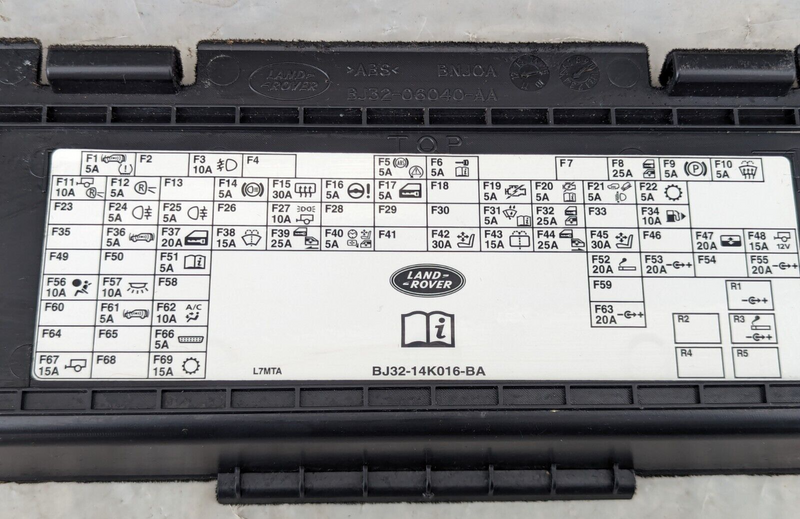 LAND-
-ROVER
>ABS<
BJ32-06040-AA
TOP
F1 5A F2 F3 10A F4 F5 5A F6 5A F7 F8 25A F9 5A F10 5A
F11 10A F12 5A F13 F14 5A F15 30A F16 5A F17 5A F18 F19 5A F20 5A F21 5A F22 5A
F23 F24 5A F25 5A F26 F27 10A F28 F29 F30 F31 5A F32 25A F33 F34 10A
F35 F36 5A F37 20A F38 15A F39 25A F40 5A F41 F42 30A F43 15A F44 25A F45 30A F46 F47 20A F48 15A 12V
F49 F50 F51 5A F52 20A F53 20A F54 F55 20A
F56 10A F57 10A F58 F59 R1
F60 F61 5A F62 10A A/C F63 20A R2 R3
F64 F65 F66 5A
F67 15A F68 F69 15A R4 R5
LAND-
-ROVER
L7MTA
BJ32-14K016-BA